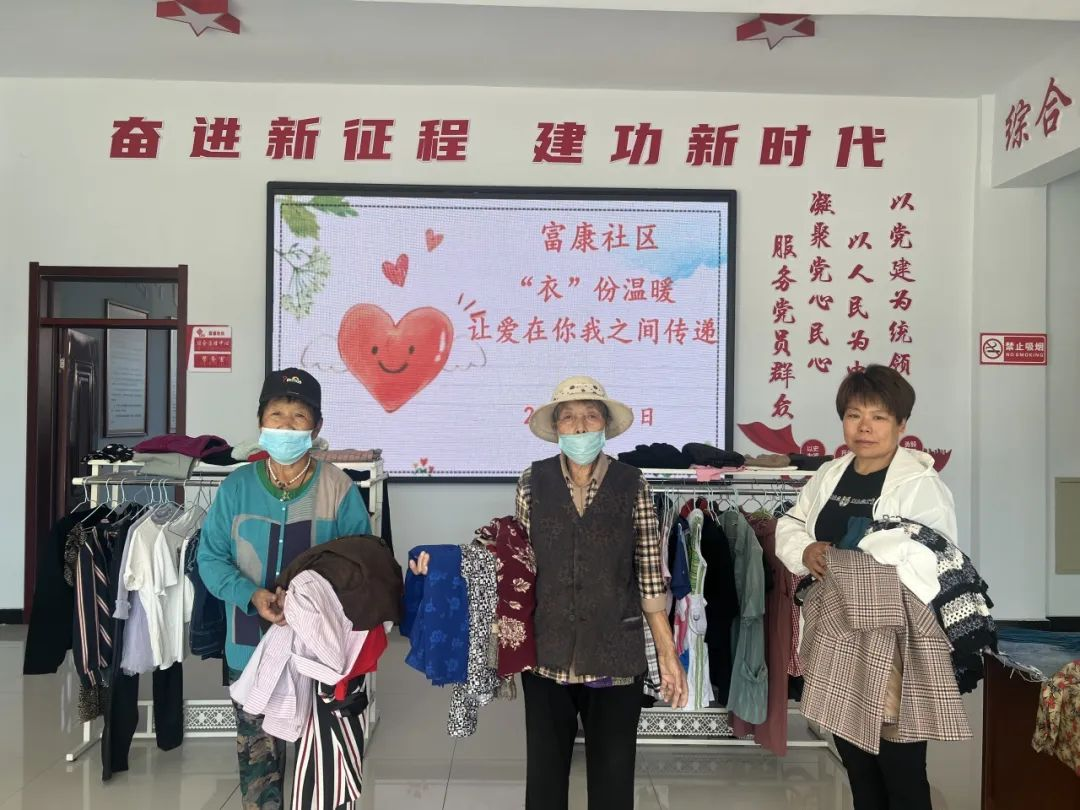 奋进新征程 建功新时代
综合
富康社区
“衣”份温暖
让爱在你我之间传递
2
日
以党建为统领
以人民为中
凝聚党心民心
服务党员群众
禁止吸烟
NO SMOKING